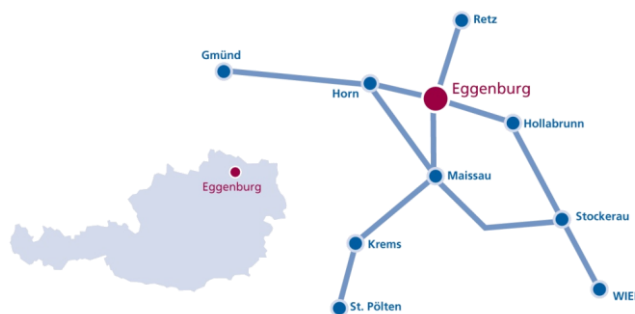 Retz
Gmünd
Eggenburg
Horn
Hollabrunn
Maissau
Eggenburg
Stockerau
Krems
St. Pölten